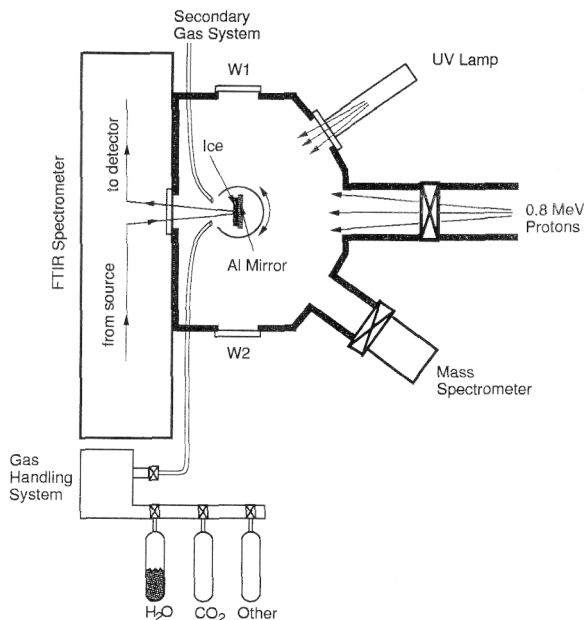 Secondary
Gas System
W1
UV Lamp
Ice
to detector
FTIR Spectrometer
0.8 MeV
Protons
Al Mirror
from source
W2
Mass
Spectrometer
Gas
Handling
System
H₂O
CO₂
Other